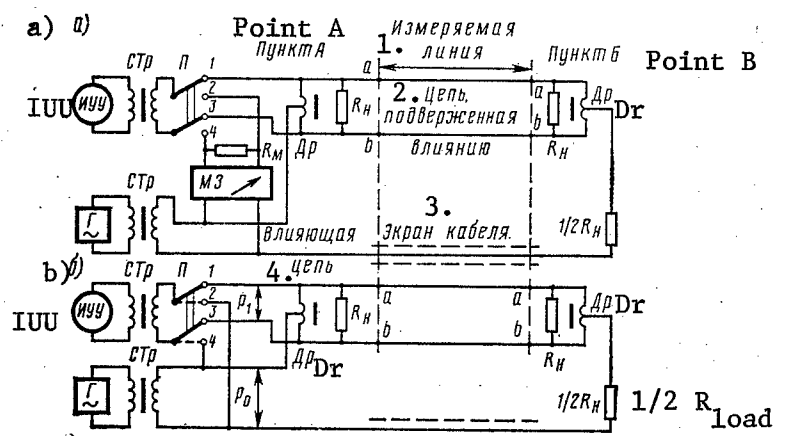 a) а)
Point A
Пункт А
1. Измеряемая
линия
Пункт Б
Point B
СТр
П
1
2
3
4
IUU
ИУУ
a
b
Rн
Др
2. Цепь,
подверженная
влиянию
a
b
Rн
Др
Dr
Rм
МЗ
СТр
Г
~
3.
Влияющая
Экран кабеля.
1/2Rн
4. цепь
b) б)
СТр
П
1
2
3
4
IUU
ИУУ
P₁
Rн
a
b
a
b
Др
Dr
Rн
СТр
Др
Dr
Г
~
P₀
1/2Rн
1/2 R load